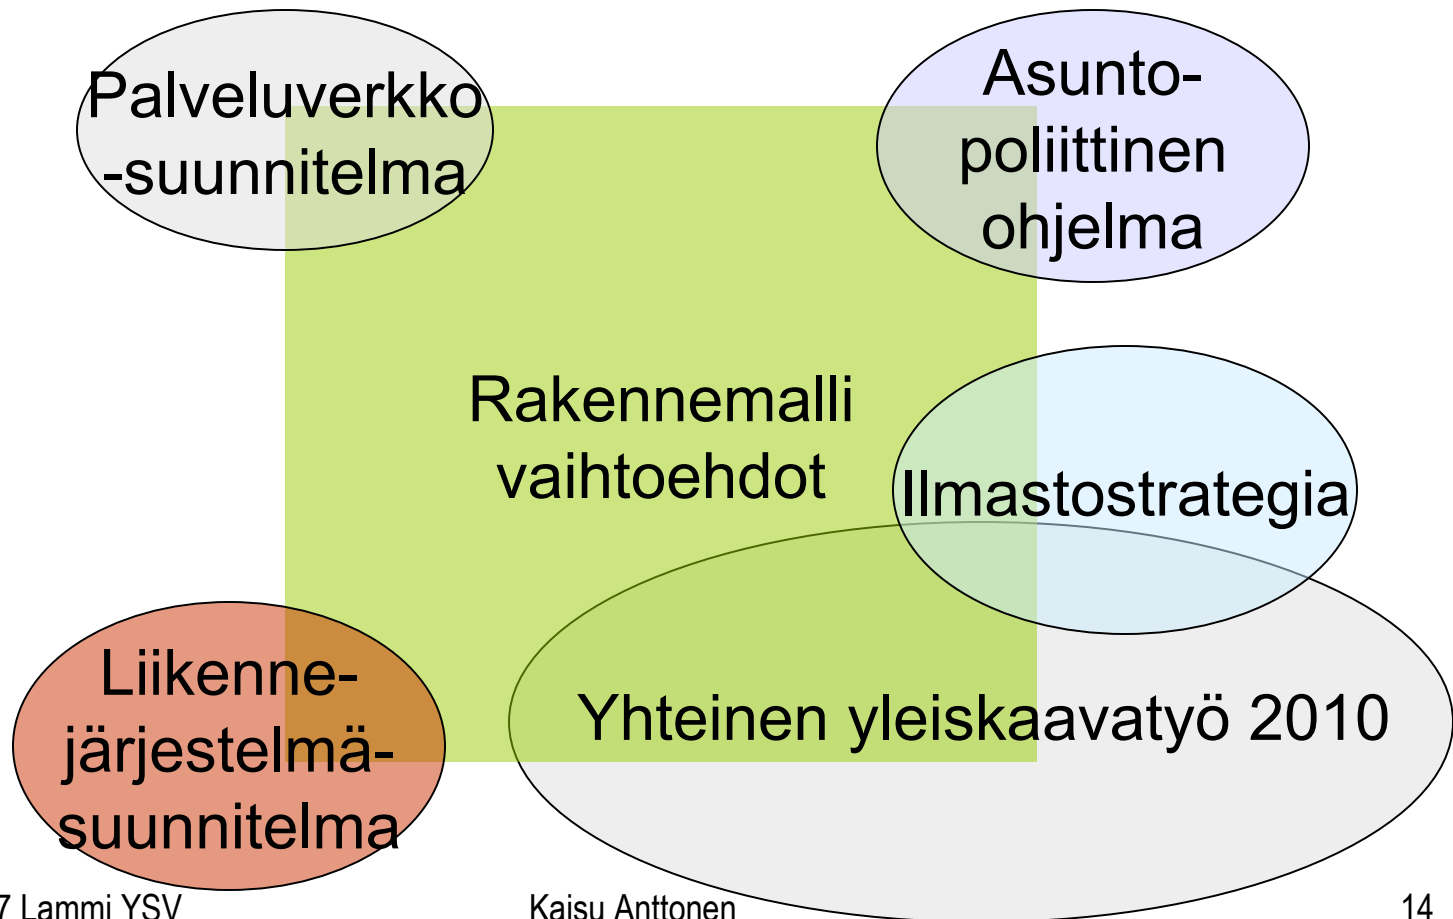 Palveluverkko
-suunnitelma
Asunto-
poliittinen
ohjelma
Rakennemalli
vaihtoehdot
Ilmastostrategia
Liikenne-
järjestelmä-
suunnitelma
Yhteinen yleiskaavatyö 2010
7 Lammi YSV
Kaisu Anttonen
14